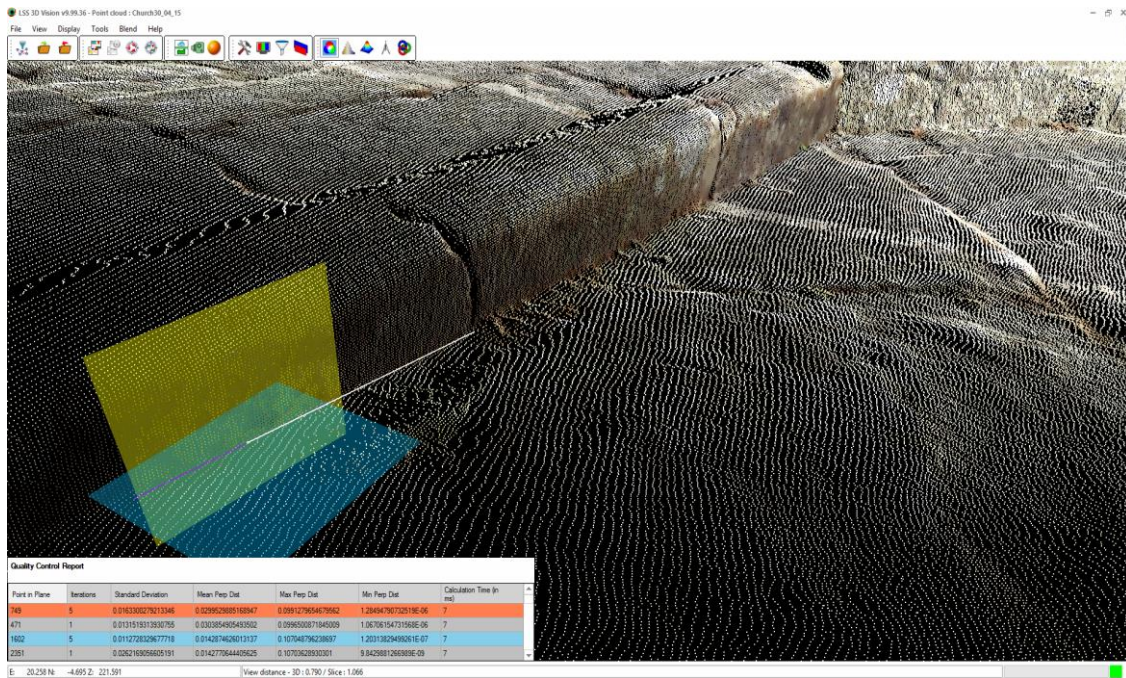 LSS 3D Vision v9.99.36 - Point cloud : Church30_04_15
File View Display Tools Blend Help
Quality Control Report
Point in Plane Iterations Standard Deviation Mean Perp Dist Max Perp Dist Min Perp Dist Calculation Time (in ms)
749 5 0.0163300279213346 0.0299529885168947 0.0991279654679562 1.28494790732519E-06 7
471 1 0.0131519313930755 0.0303854905493502 0.0996500871845009 1.06706154731568E-06 7
1602 5 0.0112728329677718 0.0142874626013137 0.107048796238697 1.20313829499261E-07 7
2351 1 0.0262169056605191 0.0142770644405625 0.10703628930301 9.8429881266989E-09 7
E: 20.258 N: -4.695 Z: 221.591 View distance - 3D : 0.790 / Slice : 1.066